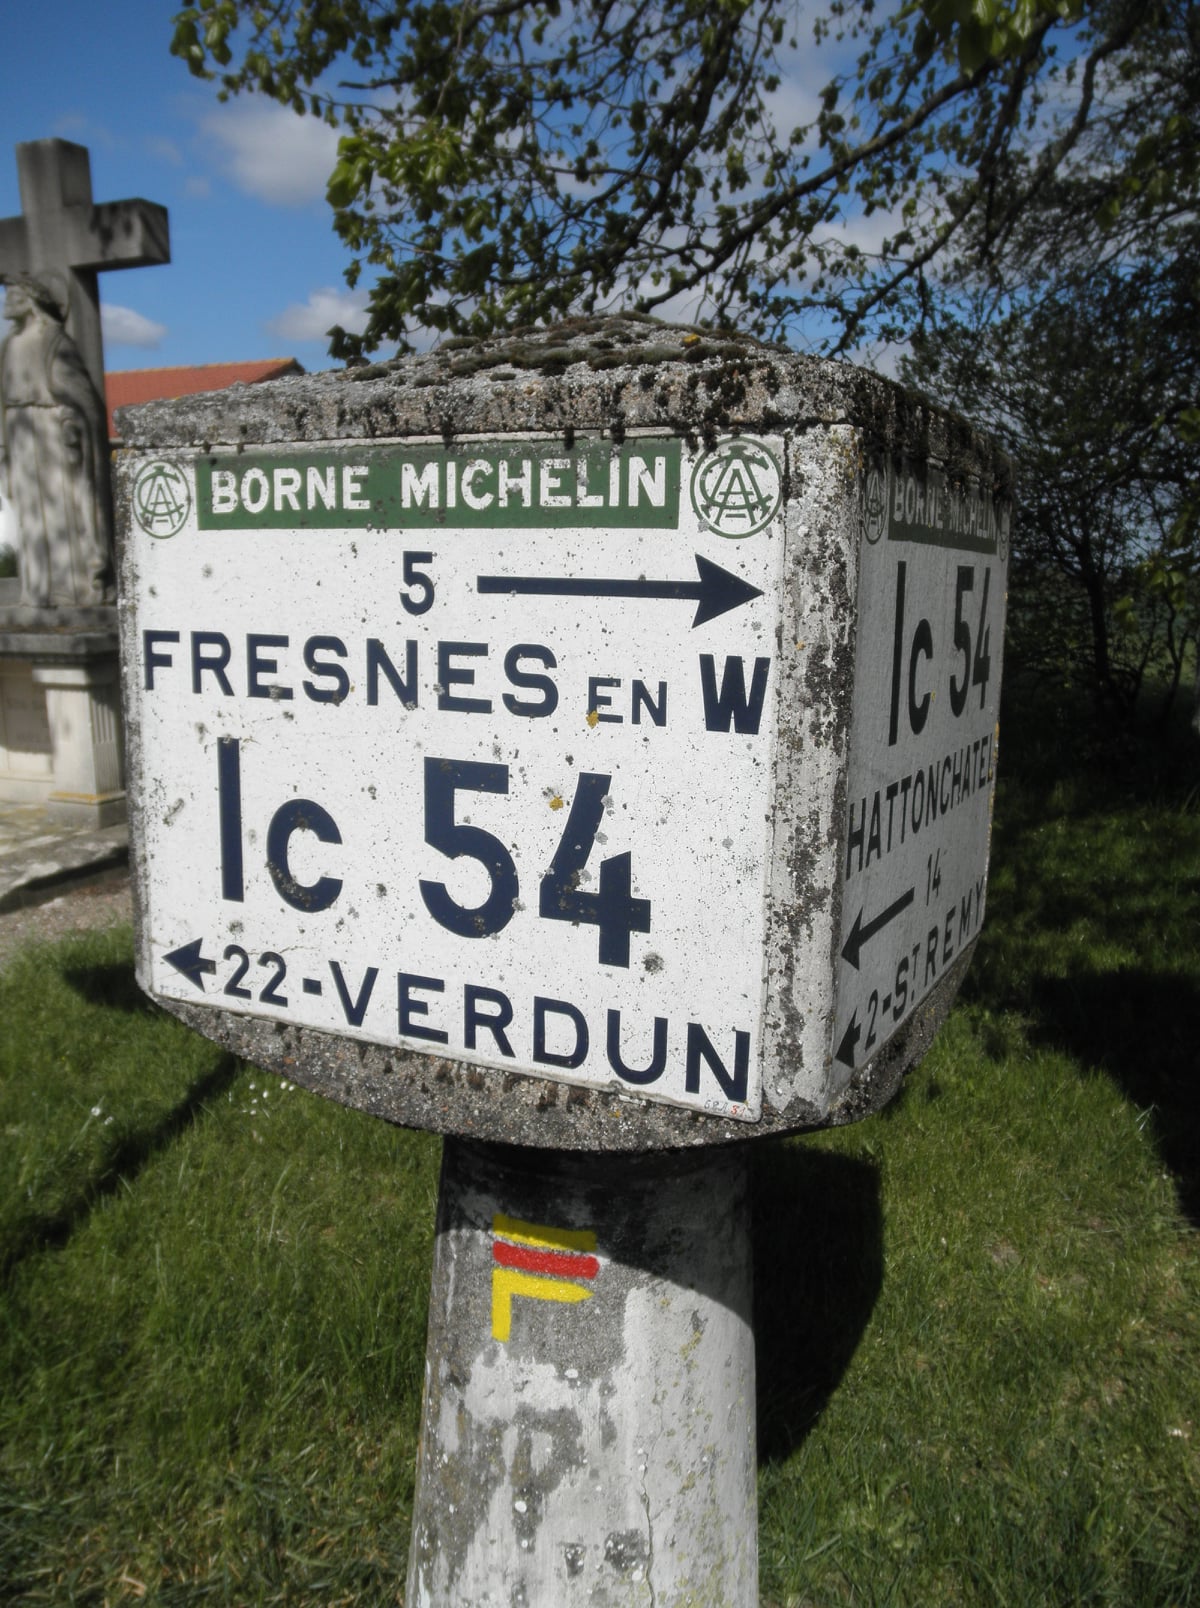 BORNE MICHELIN
5
FRESNES EN W
Ic 54
22-VERDUN
BORNE MICHELIN
Ic 54
HATTONCHATEL
14
2-ST REMY